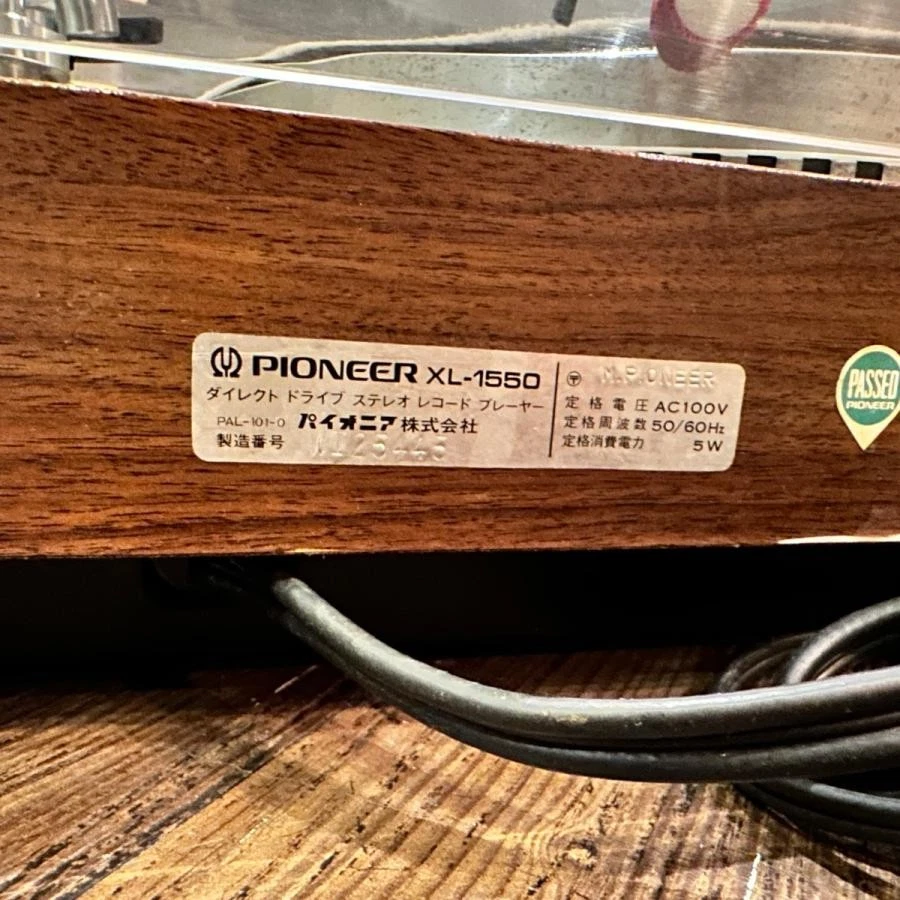 PIONEER XL-1550
ダイレクト ドライブ ステレオ レコード プレーヤー
PAL-101-0 パイオニア株式会社
製造番号
〒 M.PIONEER
定格電圧 AC100V
定格周波数 50/60Hz
定格消費電力 5W
PASSED
PIONEER